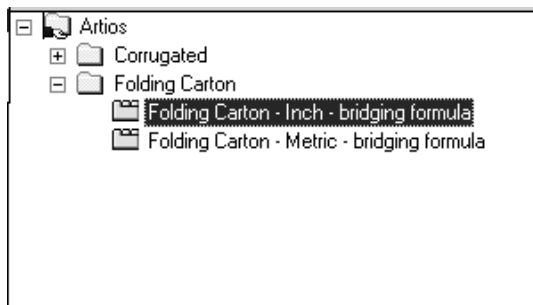 Artios
Corrugated
Folding Carton
Folding Carton - Inch - bridging formula
Folding Carton - Metric - bridging formula